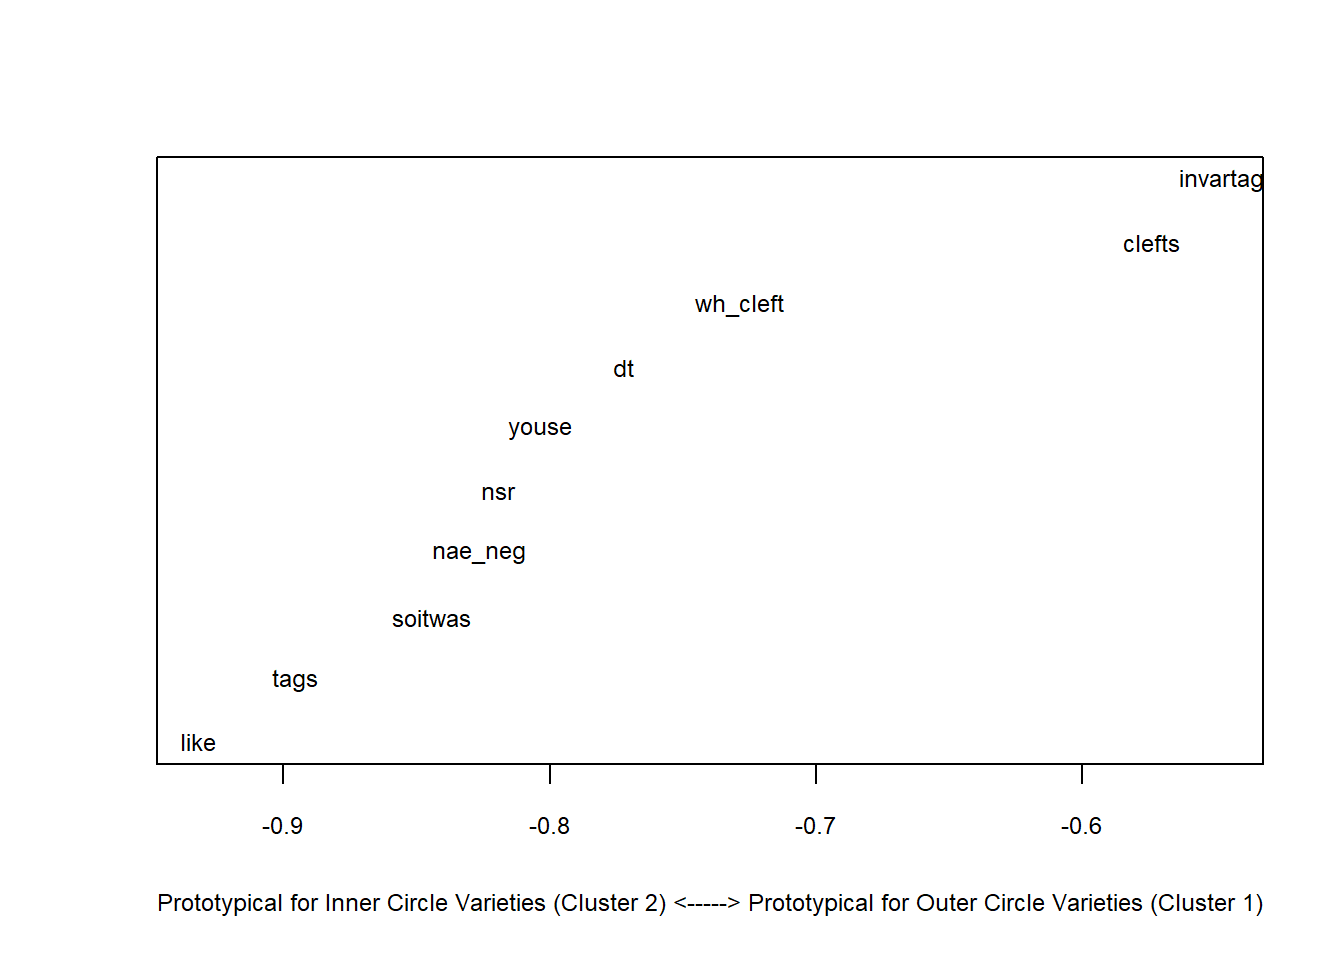 invartag
clefts
wh_cleft
dt
youse
nsr
nae_neg
soitwas
tags
like
-0.9 -0.8 -0.7 -0.6
Prototypical for Inner Circle Varieties (Cluster 2) <-----> Prototypical for Outer Circle Varieties (Cluster 1)